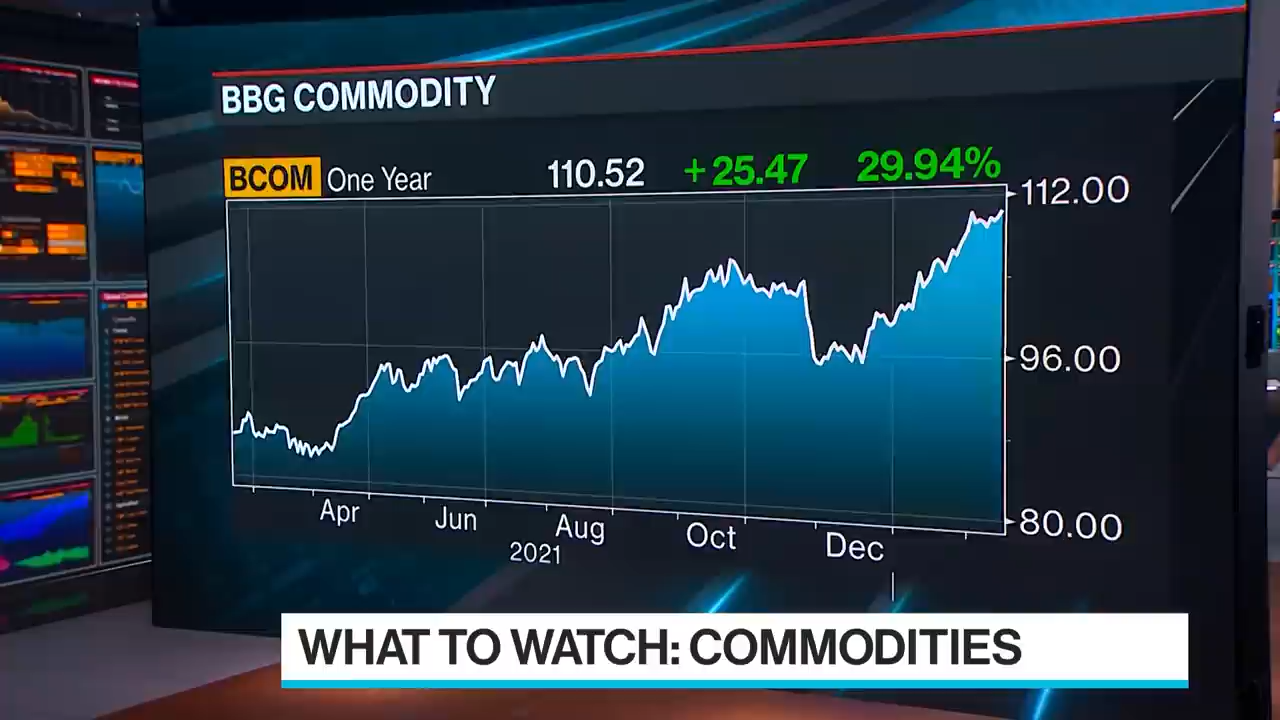 BBG COMMODITY
BCOM One Year 110.52 +25.47 29.94%
112.00
96.00
80.00
Apr Jun Aug Oct Dec
2021
WHAT TO WATCH: COMMODITIES